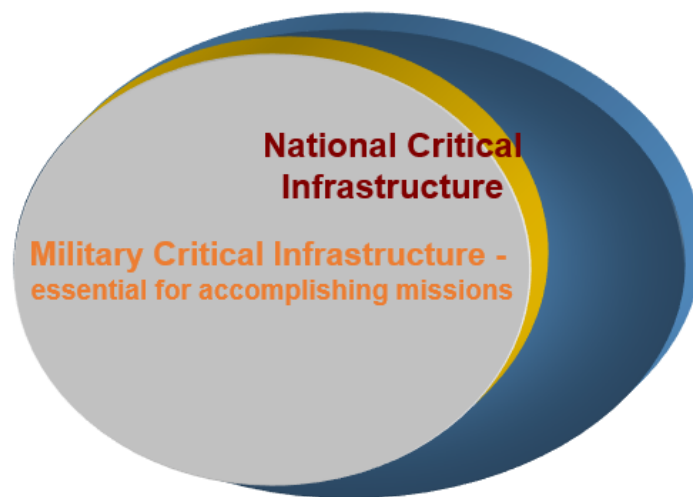 National Critical
Infrastructure
Military Critical Infrastructure -
essential for accomplishing missions